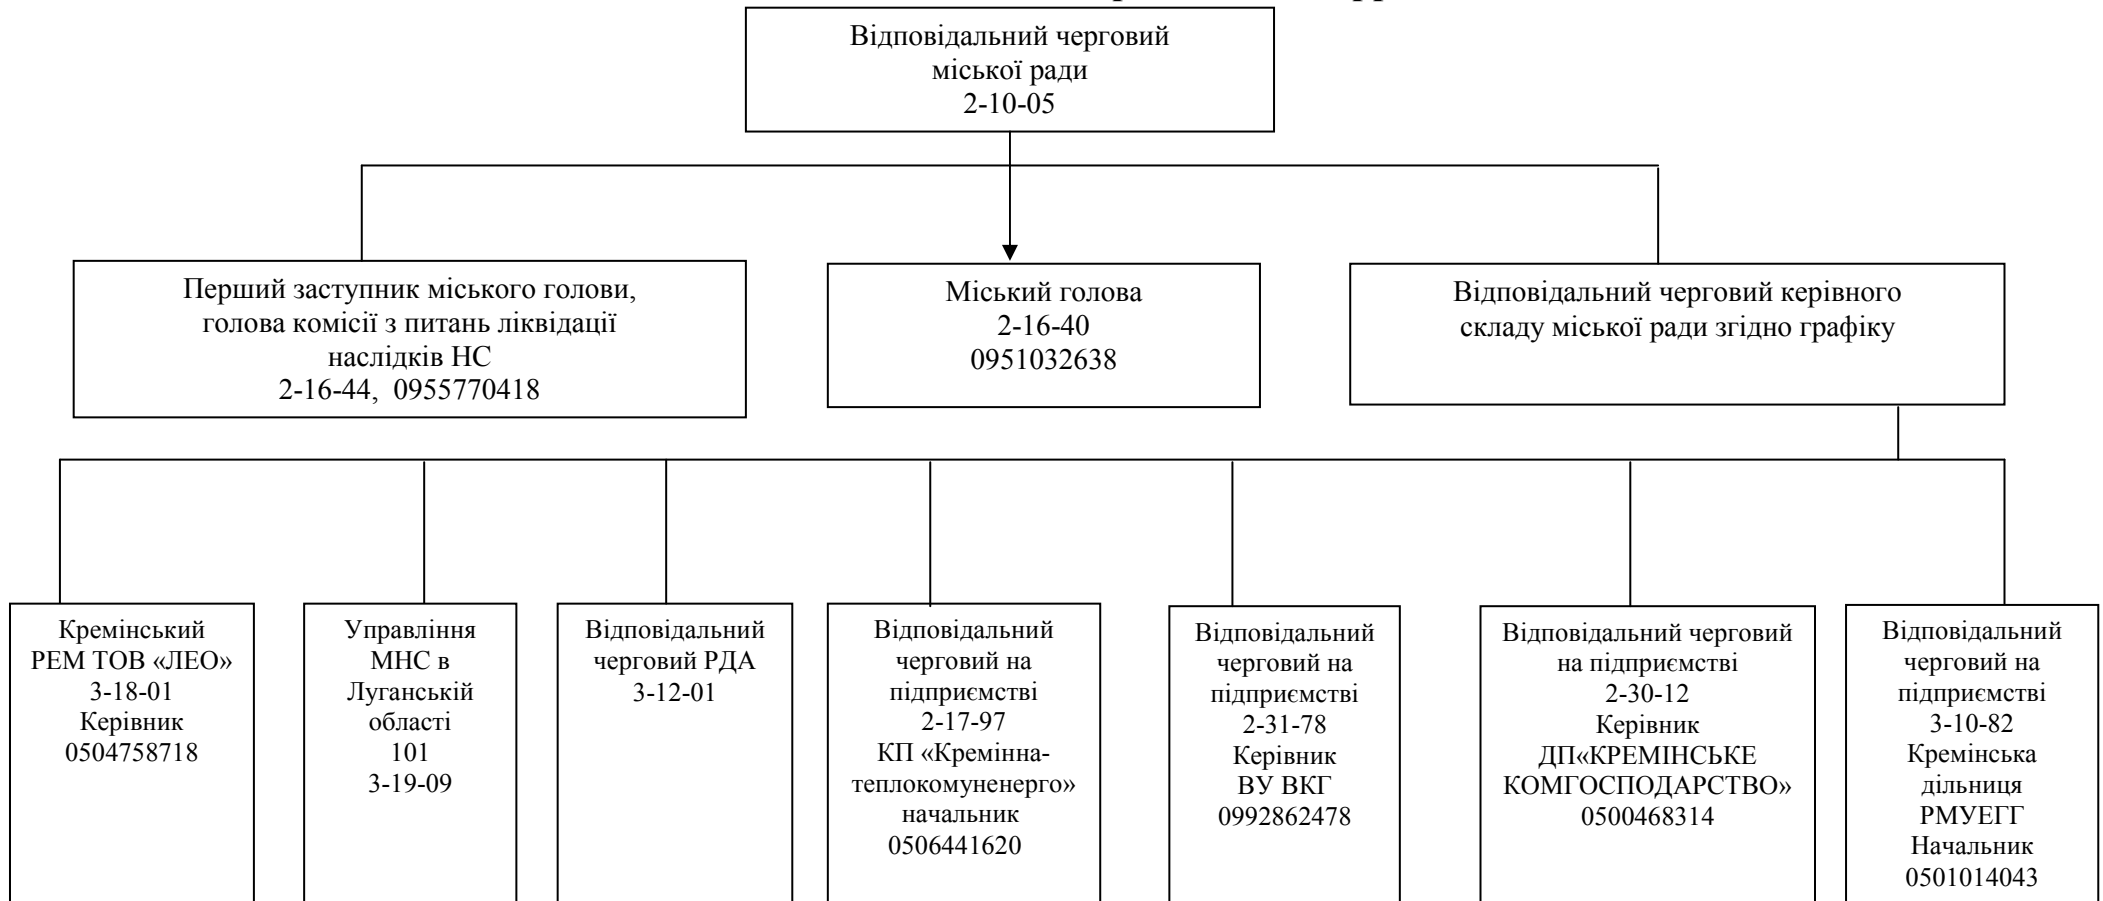 Відповідальний черговий
міської ради
2-10-05
Перший заступник міського голови,
голова комісії з питань ліквідації
наслідків НС
2-16-44, 0955770418
Міський голова
2-16-40
0951032638
Відповідальний черговий керівного
складу міської ради згідно графіку
Кремінський
РЕМ ТОВ «ЛЕО»
3-18-01
Керівник
0504758718
Управління
МНС в
Луганській
області
101
3-19-09
Відповідальний
черговий РДА
3-12-01
Відповідальний
черговий на
підприємстві
2-17-97
КП «Кремінна-
теплокомуненерго»
начальник
0506441620
Відповідальний
черговий на
підприємстві
2-31-78
Керівник
ВУ ВКГ
0992862478
Відповідальний черговий
на підприємстві
2-30-12
Керівник
ДП«КРЕМІНСЬКЕ
КОМГОСПОДАРСТВО»
0500468314
Відповідальний
черговий на
підприємстві
3-10-82
Кремінська
дільниця
РМУЕГГ
Начальник
0501014043